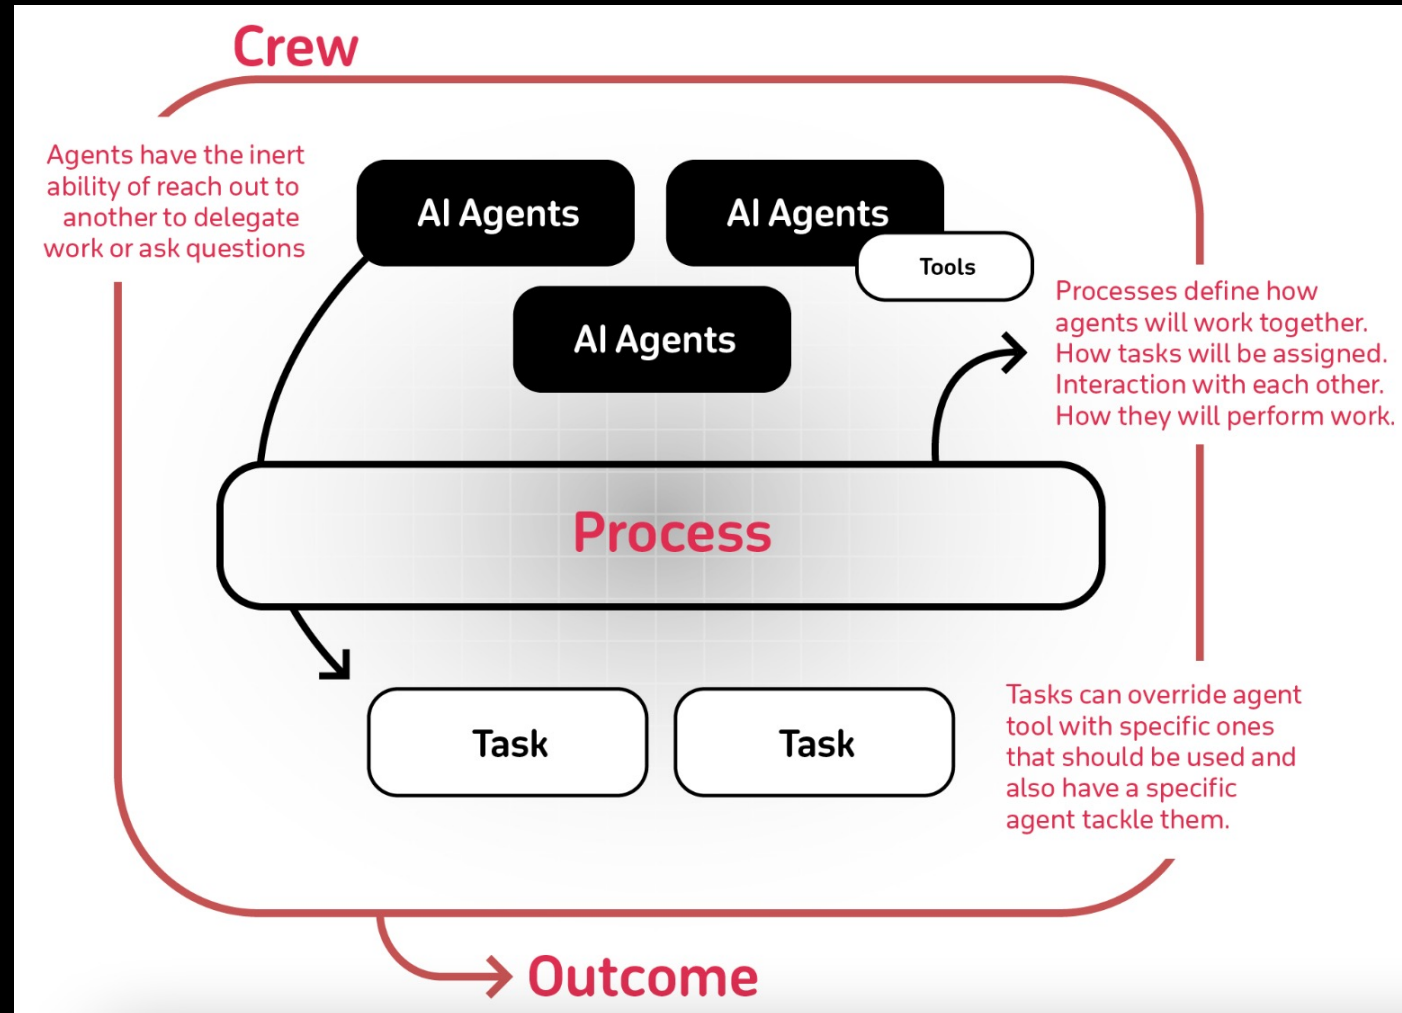 Crew
Agents have the inert
ability of reach out to
another to delegate
work or ask questions
AI Agents
AI Agents
Tools
AI Agents
Processes define how
agents will work together.
How tasks will be assigned.
Interaction with each other.
How they will perform work.
Process
Task
Task
Tasks can override agent
tool with specific ones
that should be used and
also have a specific
agent tackle them.
Outcome